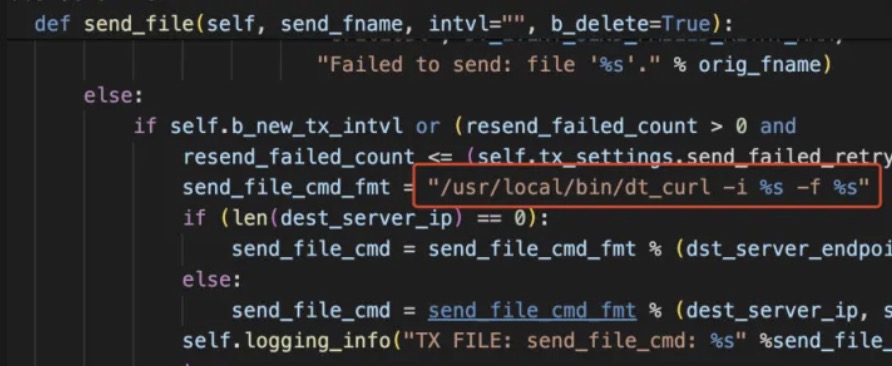 def send_file(self, send_fname, intvl="", b_delete=True):
"Failed to send: file '%s'." % orig_fname)
else:
if self.b_new_tx_intvl or (resend_failed_count > 0 and
resend_failed_count <= (self.tx_settings.send_failed_retry
send_file_cmd_fmt = "/usr/local/bin/dt_curl -i %s -f %s"
if (len(dest_server_ip) == 0):
send_file_cmd = send_file_cmd_fmt % (dst_server_endpoi
else:
send_file_cmd = send_file_cmd_fmt % (dest_server_ip, s
self.logging_info("TX FILE: send_file_cmd: %s" %send_file_